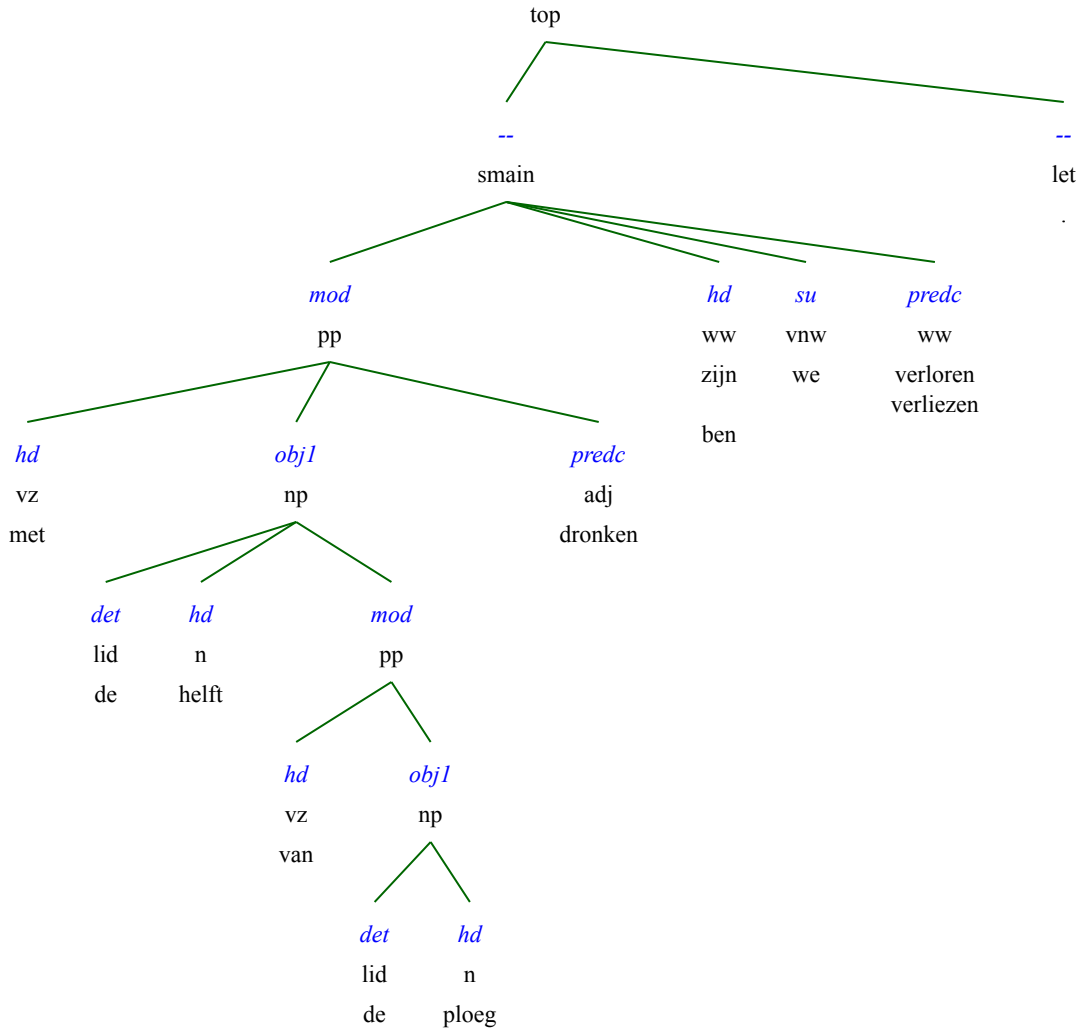 top
-- --
smain let
.
mod hd su predc
pp ww vnw ww
zijn we verloren
verliezen
ben
hd obj1 predc
vz np adj
met dronken
det hd mod
lid n pp
de helft
hd obj1
vz np
van
det hd
lid n
de ploeg